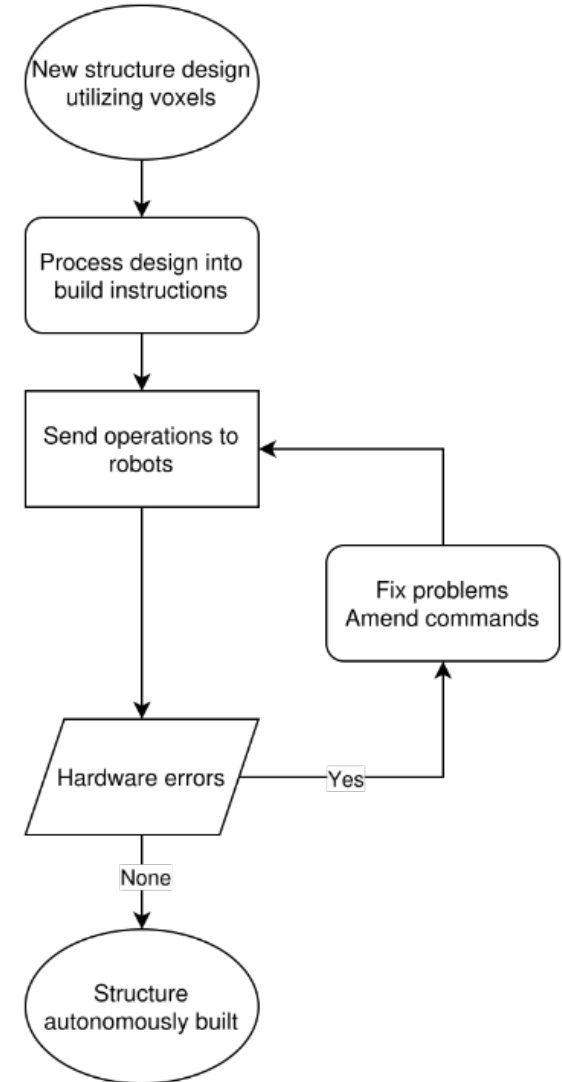 New structure design
utilizing voxels
Process design into
build instructions
Send operations to
robots
Fix problems
Amend commands
Hardware errors
Yes
None
Structure
autonomously built